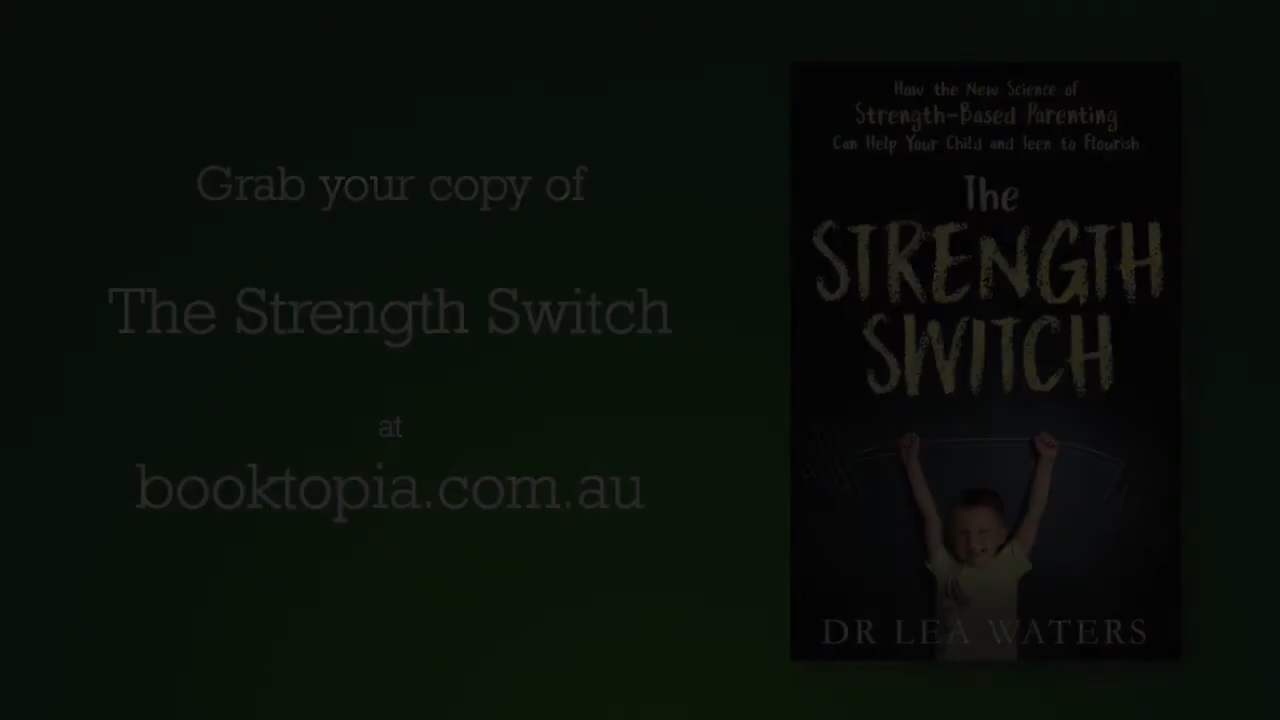 Grab your copy of
The Strength Switch
at
booktopia.com.au
How the New Science of
Strength-Based Parenting
Can Help Your Child and Teen to Flourish
The
STRENGTH
SWITCH
DR LEA WATERS